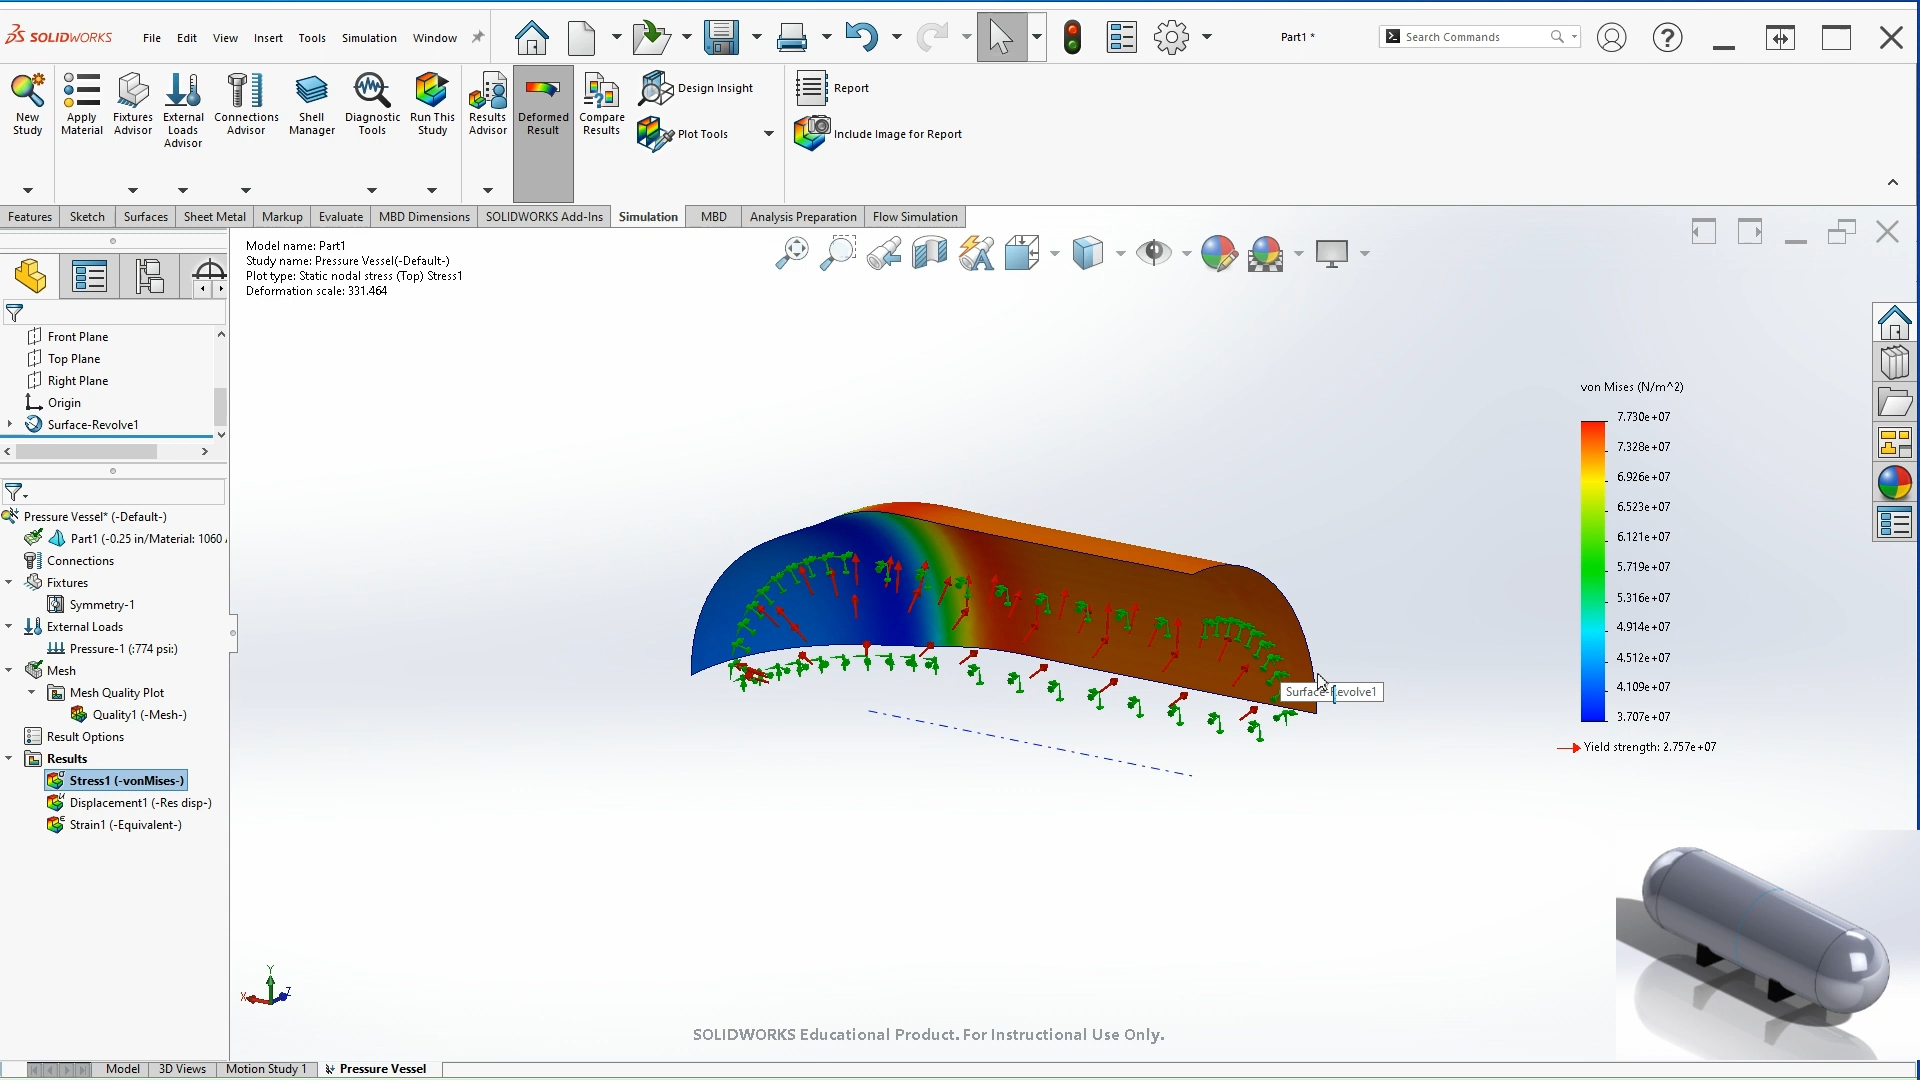 SOLIDWORKS
File Edit View Insert Tools Simulation Window
Part1 *
Search Commands
New Study
Apply Material
Fixtures Advisor
External Loads Advisor
Connections Advisor
Shell Manager
Diagnostic Tools
Run This Study
Results Advisor
Deformed Result
Compare Results
Design Insight
Plot Tools
Report
Include Image for Report
Features Sketch Surfaces Sheet Metal Markup Evaluate MBD Dimensions SOLIDWORKS Add-Ins Simulation MBD Analysis Preparation Flow Simulation
Model name: Part1
Study name: Pressure Vessel(-Default-)
Plot type: Static nodal stress (Top) Stress1
Deformation scale: 331.464
Front Plane
Top Plane
Right Plane
Origin
Surface-Revolve1
Pressure Vessel* (-Default-)
Part1 (-0.25 in/Material: 1060
Connections
Fixtures
Symmetry-1
External Loads
Pressure-1 (:774 psi:)
Mesh
Mesh Quality Plot
Quality1 (-Mesh-)
Result Options
Results
Stress1 (-vonMises-)
Displacement1 (-Res disp-)
Strain1 (-Equivalent-)
von Mises (N/m^2)
7.730e+07
7.328e+07
6.926e+07
6.523e+07
6.121e+07
5.719e+07
5.316e+07
4.914e+07
4.512e+07
4.109e+07
3.707e+07
Yield strength: 2.757e+07
Surface-Revolve1
Y
X
Z
SOLIDWORKS Educational Product. For Instructional Use Only.
Model 3D Views Motion Study 1 Pressure Vessel